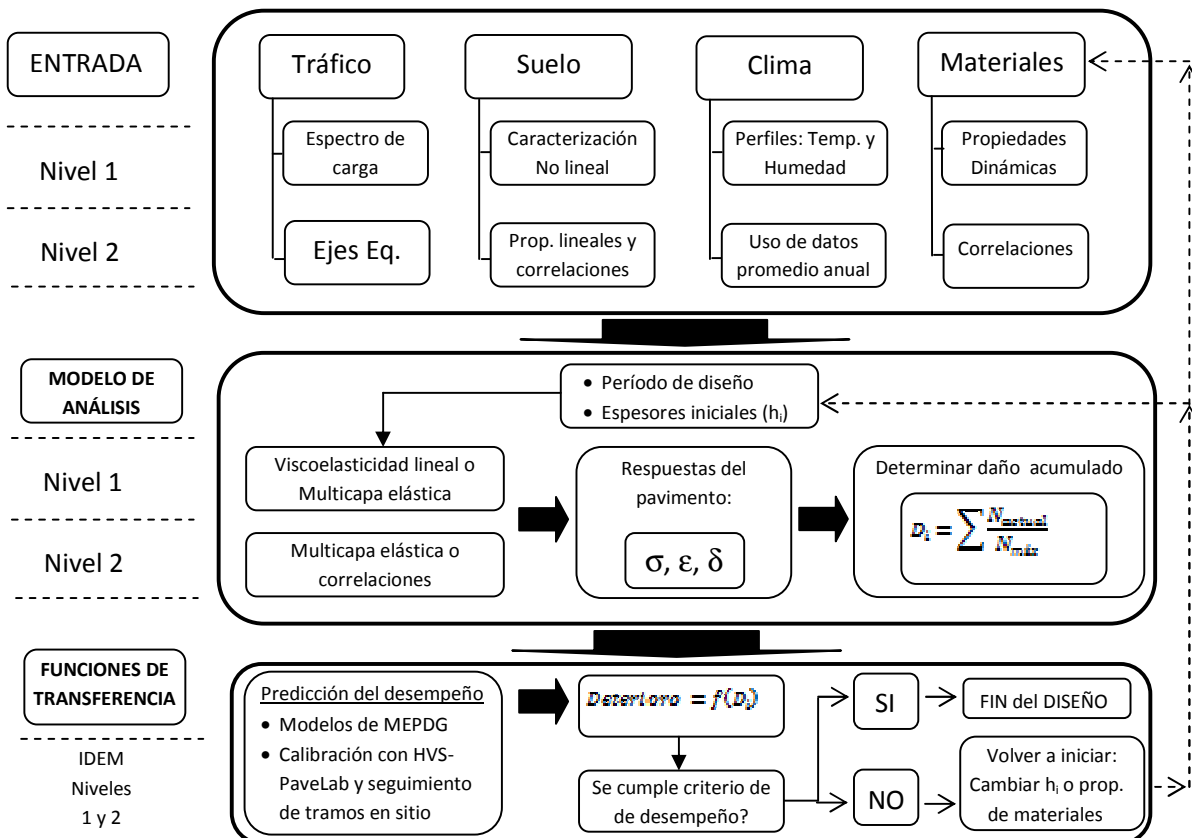 ENTRADA
Tráfico
Suelo
Clima
Materiales
Nivel 1
Espectro de
carga
Caracterización
No lineal
Perfiles: Temp. y
Humedad
Propiedades
Dinámicas
Nivel 2
Ejes Eq.
Prop. lineales y
correlaciones
Uso de datos
promedio anual
Correlaciones
MODELO DE
ANÁLISIS
• Período de diseño
• Espesores iniciales (hi)
Nivel 1
Viscoelasticidad lineal o
Multicapa elástica
Nivel 2
Multicapa elástica o
correlaciones
Respuestas del
pavimento:
σ, ε, δ
Determinar daño acumulado
D_i = ∑ N_actual / N_máx
FUNCIONES DE
TRANSFERENCIA
IDEM
Niveles
1 y 2
Predicción del desempeño
• Modelos de MEPDG
• Calibración con HVS-
PaveLab y seguimiento
de tramos en sitio
Deterioro = f(D_i)
Se cumple criterio de
de desempeño?
SI
FIN del DISEÑO
NO
Volver a iniciar:
Cambiar hi o prop.
de materiales